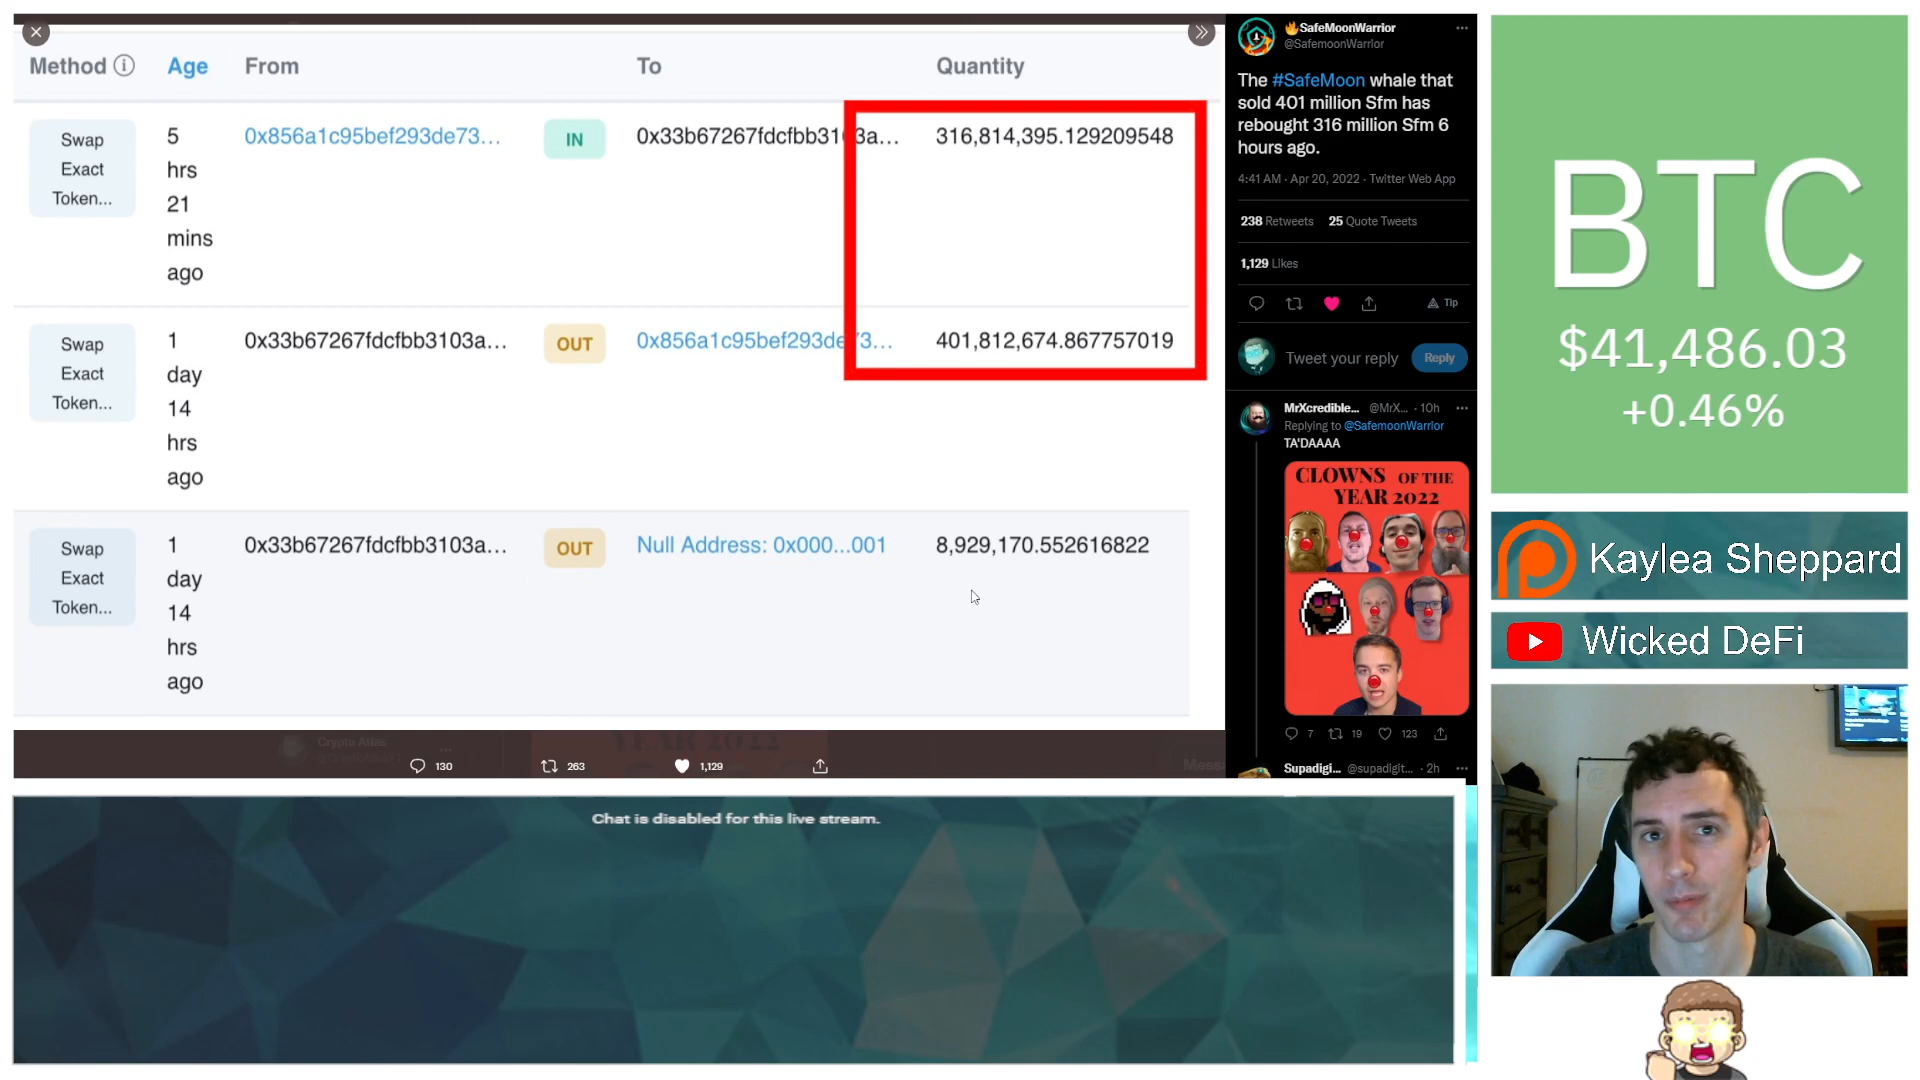 Method
Age
From
To
Quantity
Swap
Exact
Token...
5
hrs
21
mins
ago
0x856a1c95bef293de73...
IN
0x33b67267fdcfbb3103a...
316,814,395.129209548
Swap
Exact
Token...
1
day
14
hrs
ago
0x33b67267fdcfbb3103a...
OUT
0x856a1c95bef293de73...
401,812,674.867757019
Swap
Exact
Token...
1
day
14
hrs
ago
0x33b67267fdcfbb3103a...
OUT
Null Address: 0x000...001
8,929,170.552616822
Crypto Atlas
YEAR 2022
130
263
1,129
SafeMoonWarrior
@SafemoonWarrior
The #SafeMoon whale that
sold 401 million Sfm has
rebought 316 million Sfm 6
hours ago.
4:41 AM · Apr 20, 2022 · Twitter Web App
238 Retweets 25 Quote Tweets
1,129 Likes
Tip
Tweet your reply
Reply
MrXcredible... @MrX... · 10h
Replying to @SafemoonWarrior
TA'DAAAA
CLOWNS OF THE
YEAR 2022
7 19 123
Supadigi... @supadigit... · 2h
BTC
$41,486.03
+0.46%
Kaylea Sheppard
Wicked DeFi
Chat is disabled for this live stream.